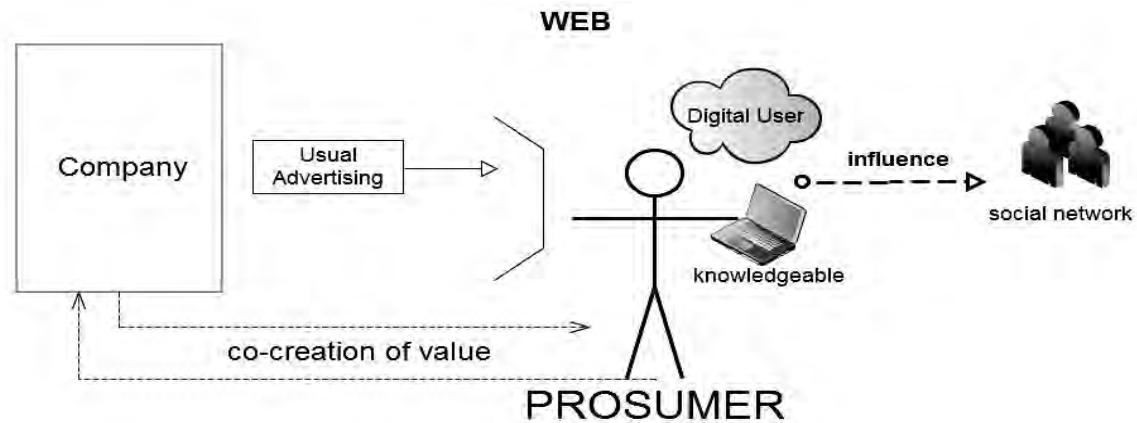 WEB
Company
Usual
Advertising
Digital User
influence
social network
knowledgeable
co-creation of value
PROSUMER